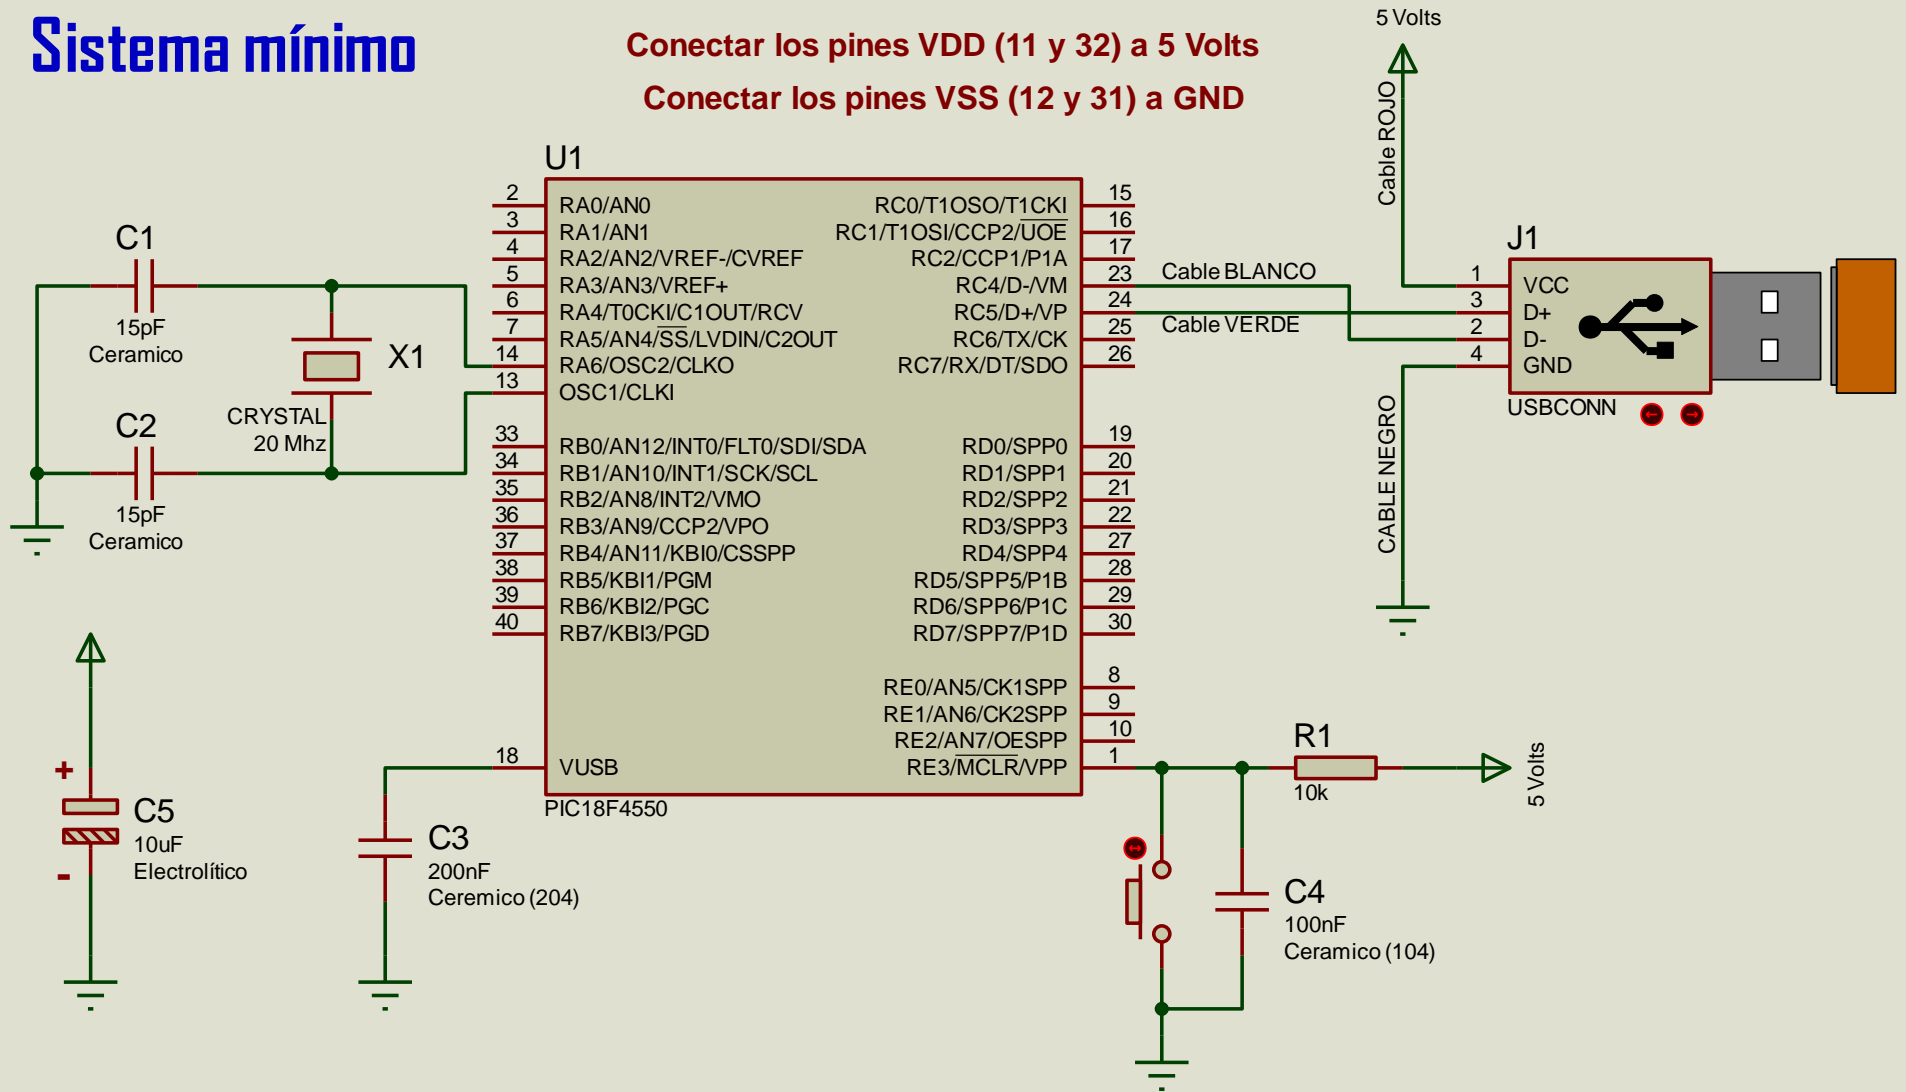 Sistema mínimo
Conectar los pines VDD (11 y 32) a 5 Volts
Conectar los pines VSS (12 y 31) a GND
5 Volts
Cable ROJO
U1
2
RA0/AN0
3
RA1/AN1
4
RA2/AN2/VREF-/CVREF
5
RA3/AN3/VREF+
6
RA4/T0CKI/C1OUT/RCV
7
RA5/AN4/SS/LVDIN/C2OUT
14
RA6/OSC2/CLKO
13
OSC1/CLKI
33
RB0/AN12/INT0/FLT0/SDI/SDA
34
RB1/AN10/INT1/SCK/SCL
35
RB2/AN8/INT2/VMO
36
RB3/AN9/CCP2/VPO
37
RB4/AN11/KBI0/CSSPP
38
RB5/KBI1/PGM
39
RB6/KBI2/PGC
40
RB7/KBI3/PGD
18
VUSB
15
RC0/T1OSO/T1CKI
16
RC1/T1OSI/CCP2/UOE
17
RC2/CCP1/P1A
23
RC4/D-/VM
24
RC5/D+/VP
25
RC6/TX/CK
26
RC7/RX/DT/SDO
19
RD0/SPP0
20
RD1/SPP1
21
RD2/SPP2
22
RD3/SPP3
27
RD4/SPP4
28
RD5/SPP5/P1B
29
RD6/SPP6/P1C
30
RD7/SPP7/P1D
8
RE0/AN5/CK1SPP
9
RE1/AN6/CK2SPP
10
RE2/AN7/OESPP
1
RE3/MCLR/VPP
PIC18F4550
C1
15pF
Ceramico
X1
CRYSTAL
20 Mhz
C2
15pF
Ceramico
Cable BLANCO
Cable VERDE
J1
1
VCC
3
D+
2
D-
4
GND
USBCONN
CABLE NEGRO
+
C5
10uF
Electrolítico
-
C3
200nF
Ceremico (204)
R1
10k
5 Volts
C4
100nF
Ceramico (104)